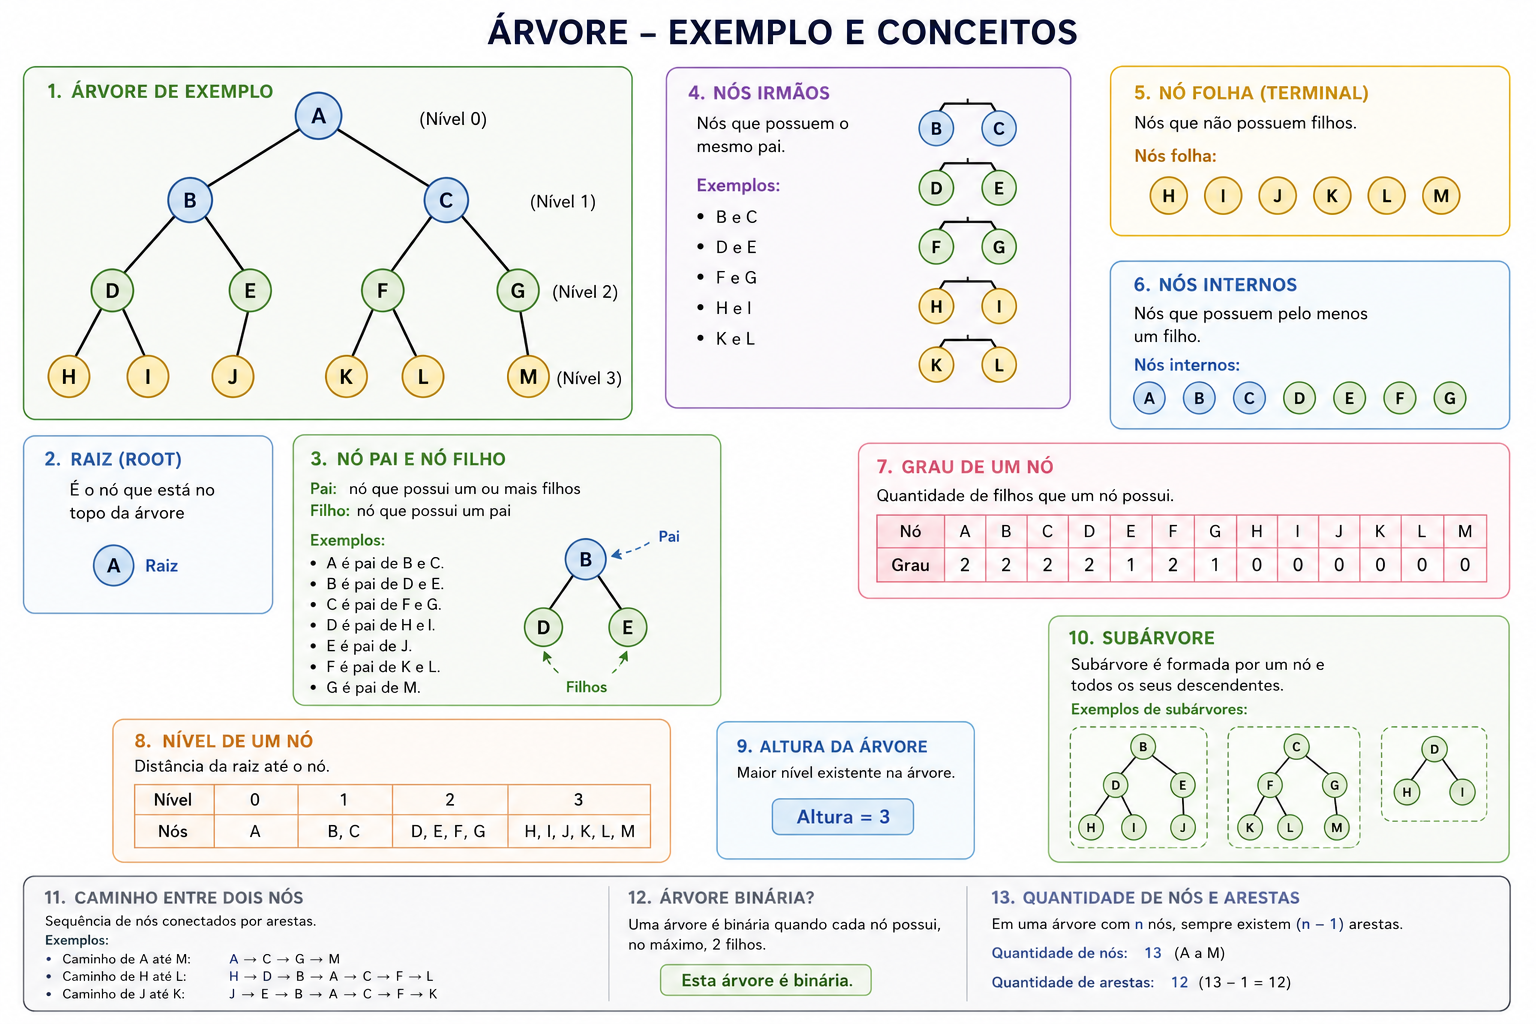 ÁRVORE – EXEMPLO E CONCEITOS
1. ÁRVORE DE EXEMPLO
A (Nível 0)
B C (Nível 1)
D E F G (Nível 2)
H I J K L M (Nível 3)
2. RAIZ (ROOT)
É o nó que está no
topo da árvore
A Raiz
3. NÓ PAI E NÓ FILHO
Pai: nó que possui um ou mais filhos
Filho: nó que possui um pai
Exemplos:
• A é pai de B e C.
• B é pai de D e E.
• C é pai de F e G.
• D é pai de H e I.
• E é pai de J.
• F é pai de K e L.
• G é pai de M.
Pai
B
D E
Filhos
4. NÓS IRMÃOS
Nós que possuem o
mesmo pai.
Exemplos:
• B e C
• D e E
• F e G
• H e I
• K e L
B C
D E
F G
H I
K L
5. NÓ FOLHA (TERMINAL)
Nós que não possuem filhos.
Nós folha:
H I J K L M
6. NÓS INTERNOS
Nós que possuem pelo menos
um filho.
Nós internos:
A B C D E F G
7. GRAU DE UM NÓ
Quantidade de filhos que um nó possui.
Nó A B C D E F G H I J K L M
Grau 2 2 2 2 1 2 1 0 0 0 0 0 0
8. NÍVEL DE UM NÓ
Distância da raiz até o nó.
Nível 0 1 2 3
Nós A B, C D, E, F, G H, I, J, K, L, M
9. ALTURA DA ÁRVORE
Maior nível existente na árvore.
Altura = 3
10. SUBÁRVORE
Subárvore é formada por um nó e
todos os seus descendentes.
Exemplos de subárvores:
B
D E
H I J
C
F G
K L M
D
H I
11. CAMINHO ENTRE DOIS NÓS
Sequência de nós conectados por arestas.
Exemplos:
• Caminho de A até M: A → C → G → M
• Caminho de H até L: H → D → B → A → C → F → L
• Caminho de J até K: J → E → B → A → C → F → K
12. ÁRVORE BINÁRIA?
Uma árvore é binária quando cada nó possui,
no máximo, 2 filhos.
Esta árvore é binária.
13. QUANTIDADE DE NÓS E ARESTAS
Em uma árvore com n nós, sempre existem (n – 1) arestas.
Quantidade de nós: 13 (A a M)
Quantidade de arestas: 12 (13 – 1 = 12)